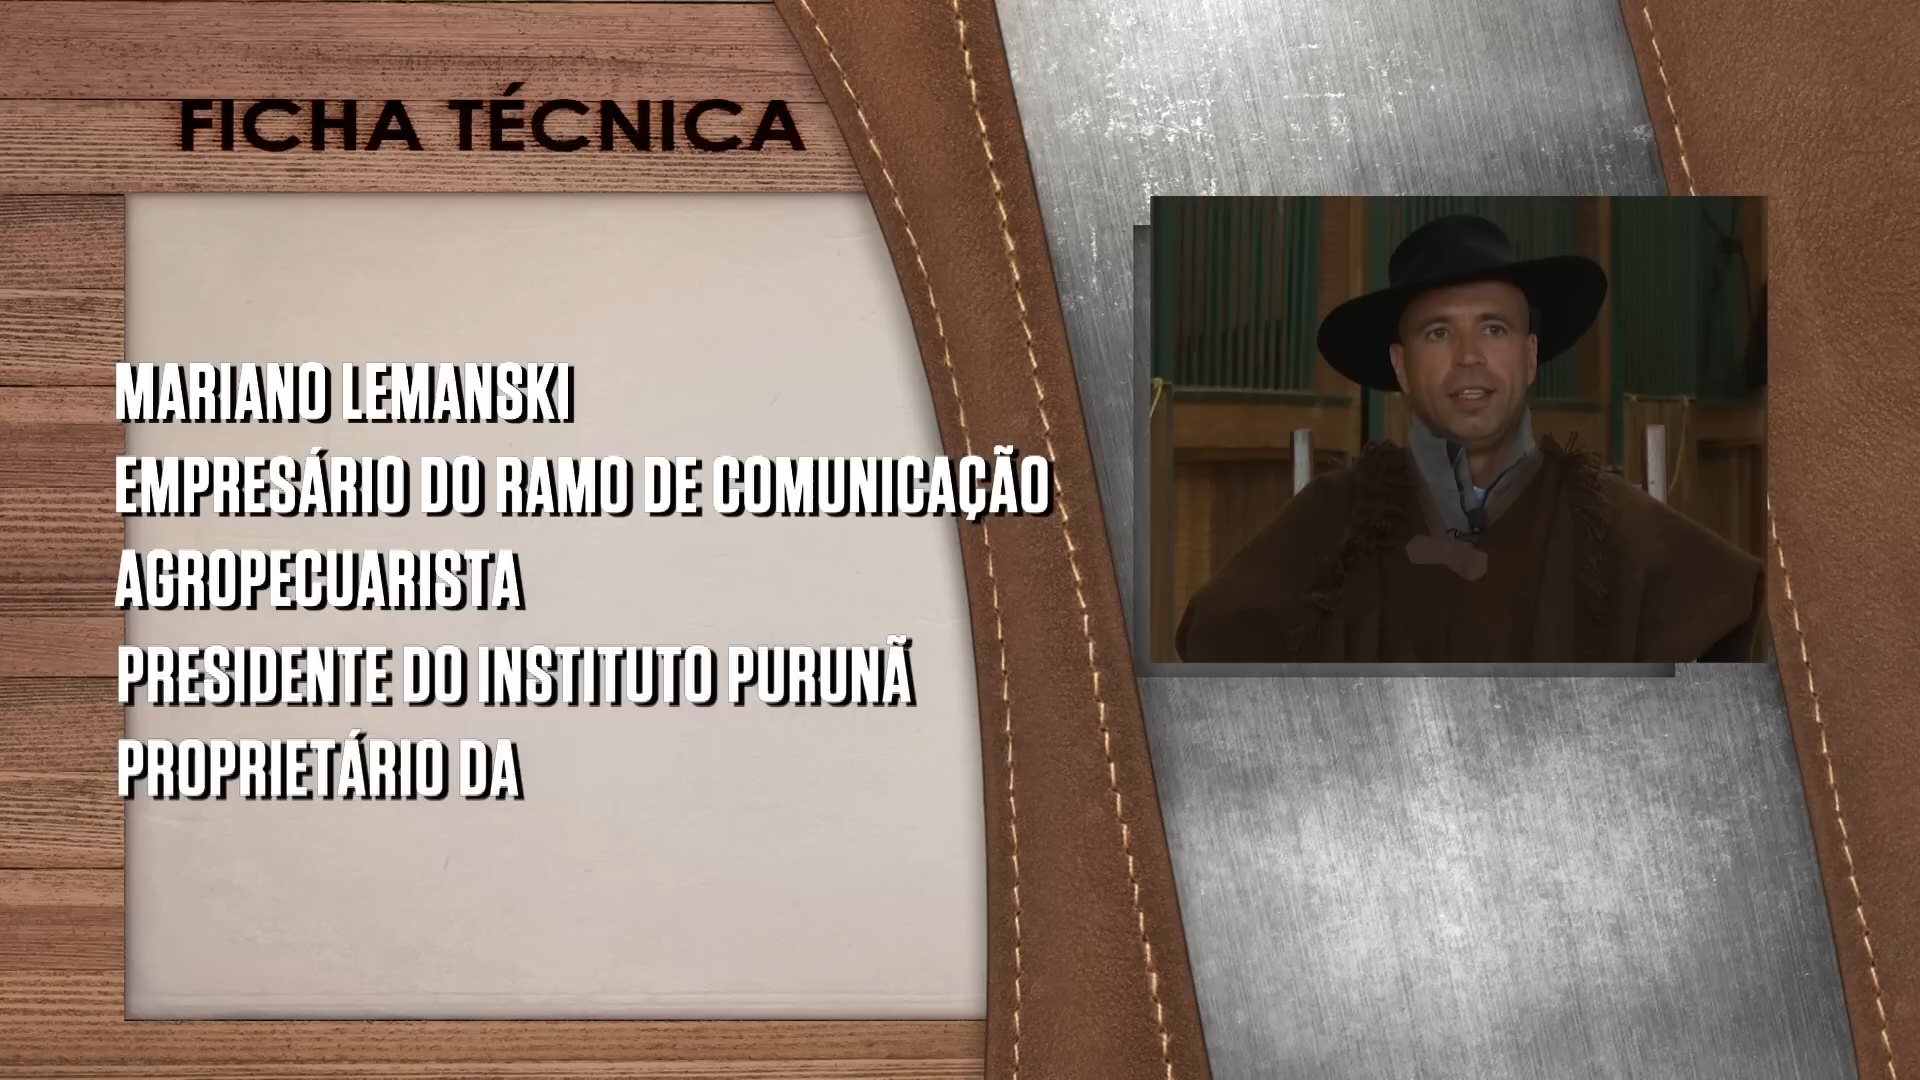 FICHA TÉCNICA
MARIANO LEMANSKI
EMPRESÁRIO DO RAMO DE COMUNICAÇÃO
AGROPECUARISTA
PRESIDENTE DO INSTITUTO PURUNÃ
PROPRIETÁRIO DA